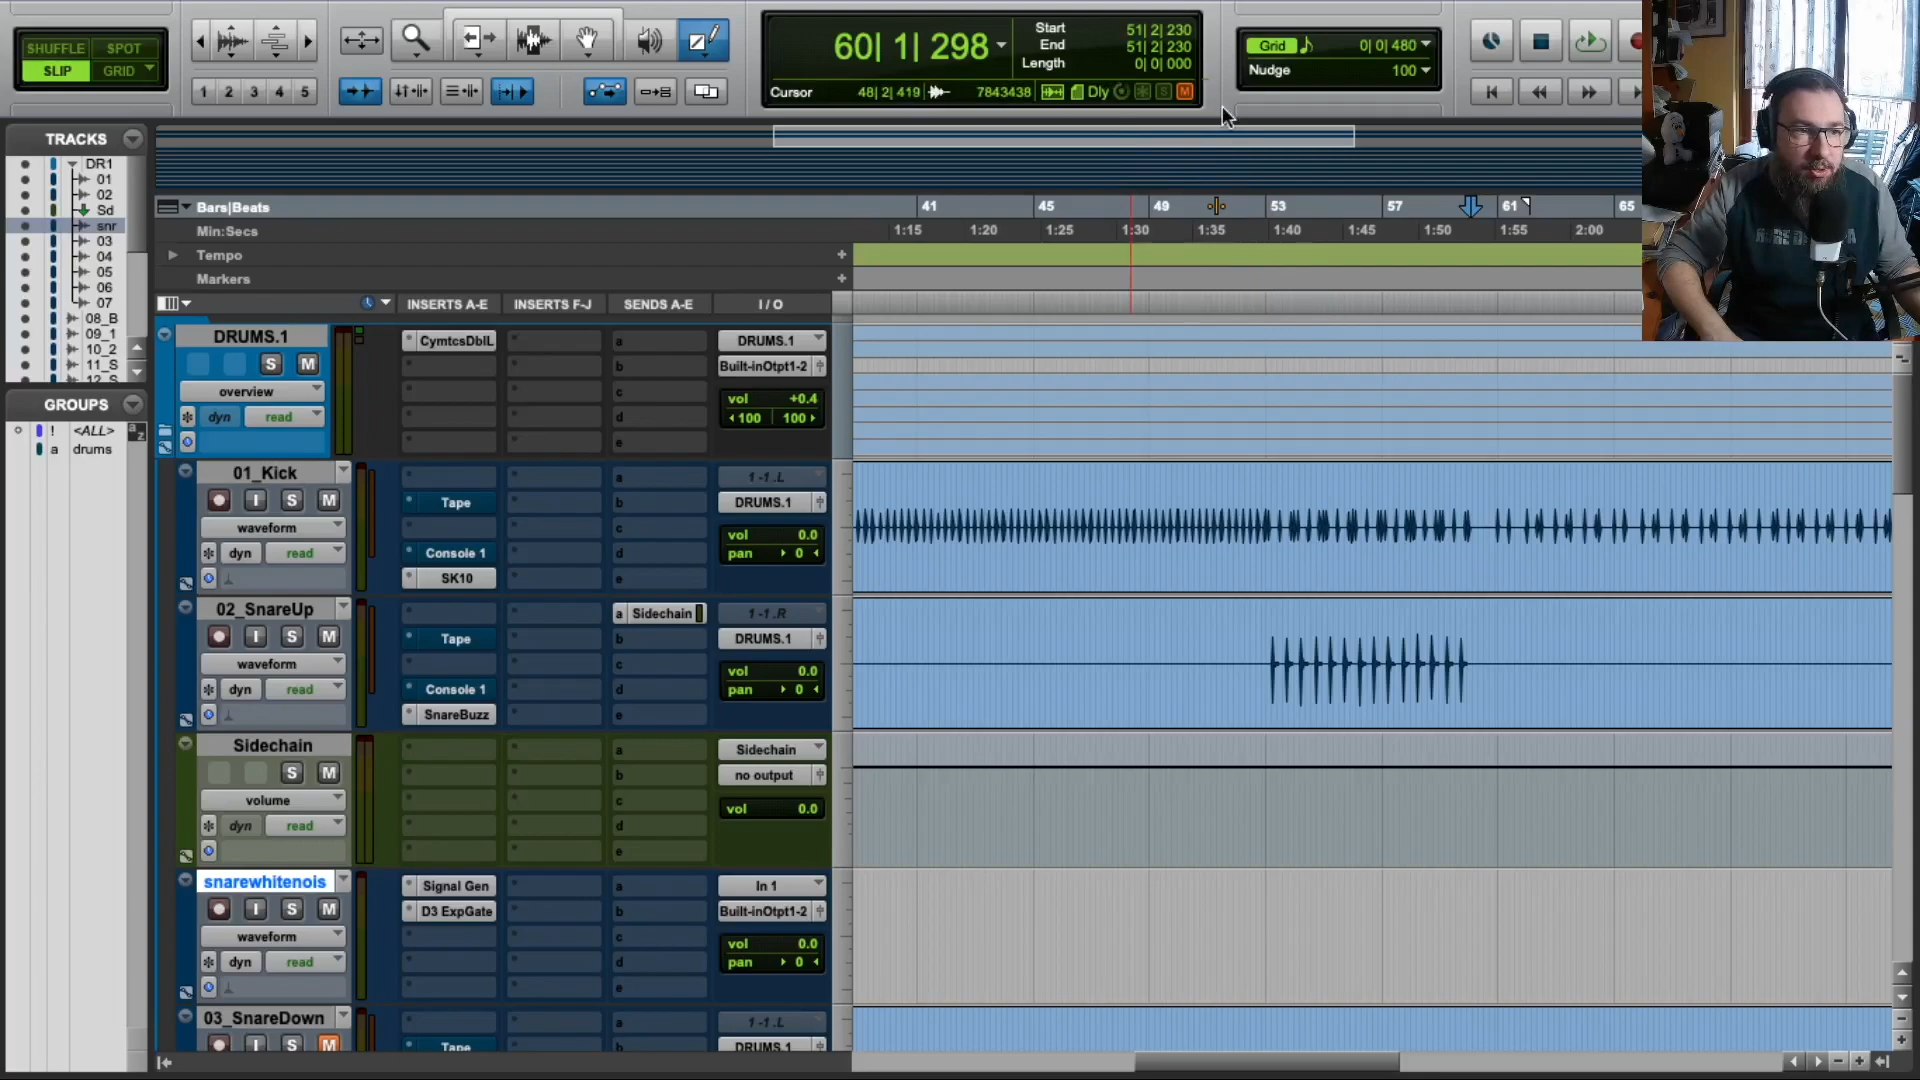 SHUFFLE SPOT
SLIP GRID
1 2 3 4 5
60| 1| 298
Start 51| 2| 230
End 51| 2| 230
Length 0| 0| 000
Cursor 48| 2| 419 7843438 Dly S M
Grid 0| 0| 480
Nudge 100
TRACKS
DR1
01
02
Sd
snr
03
04
05
06
07
08_B
09_1
10_2
11_S
12_S
GROUPS
! <ALL>
a drums
a z
Bars|Beats 41 45 49 53 57 61 65
Min:Secs 1:15 1:20 1:25 1:30 1:35 1:40 1:45 1:50 1:55 2:00
Tempo
Markers
INSERTS A-E INSERTS F-J SENDS A-E I / O
DRUMS.1 CymtcsDblL a DRUMS.1
S M b Built-inOtpt1-2
overview c vol +0.4
dyn read d 100 100
e
01_Kick a 1 -1 .L
I S M Tape b DRUMS.1
waveform c vol 0.0
dyn read Console 1 d pan 0
SK10 e
02_SnareUp a Sidechain 1 -1 .R
I S M Tape b DRUMS.1
waveform c vol 0.0
dyn read Console 1 d pan 0
SnareBuzz e
Sidechain a Sidechain
S M b no output
volume c vol 0.0
dyn read d
e
snarewhitenois Signal Gen a In 1
I S M D3 ExpGate b Built-inOtpt1-2
waveform c vol 0.0
dyn read d pan 0
e
03_SnareDown a 1 -1 .L
I S M Tape b DRUMS.1